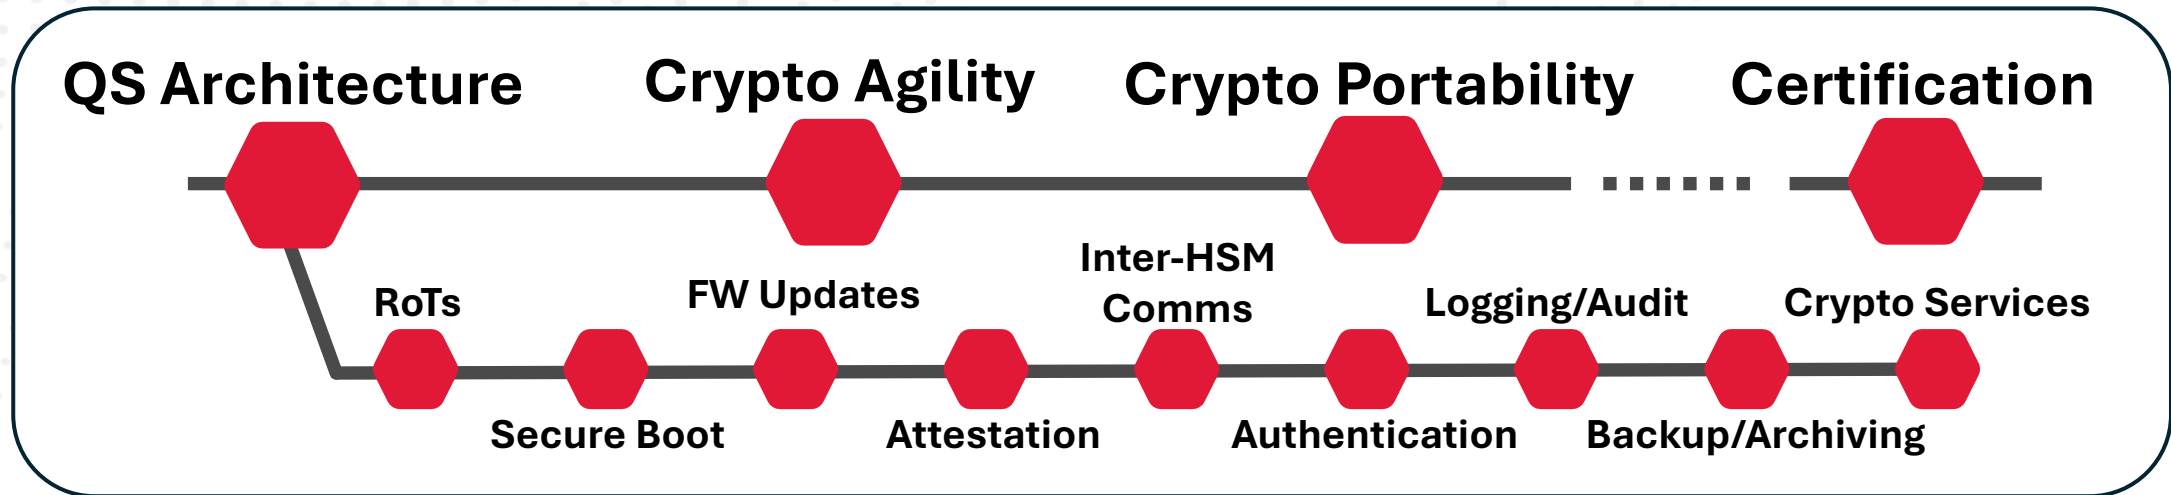 QS Architecture
Crypto Agility
Crypto Portability
Certification
RoTs
Secure Boot
FW Updates
Attestation
Inter-HSM
Comms
Authentication
Logging/Audit
Backup/Archiving
Crypto Services